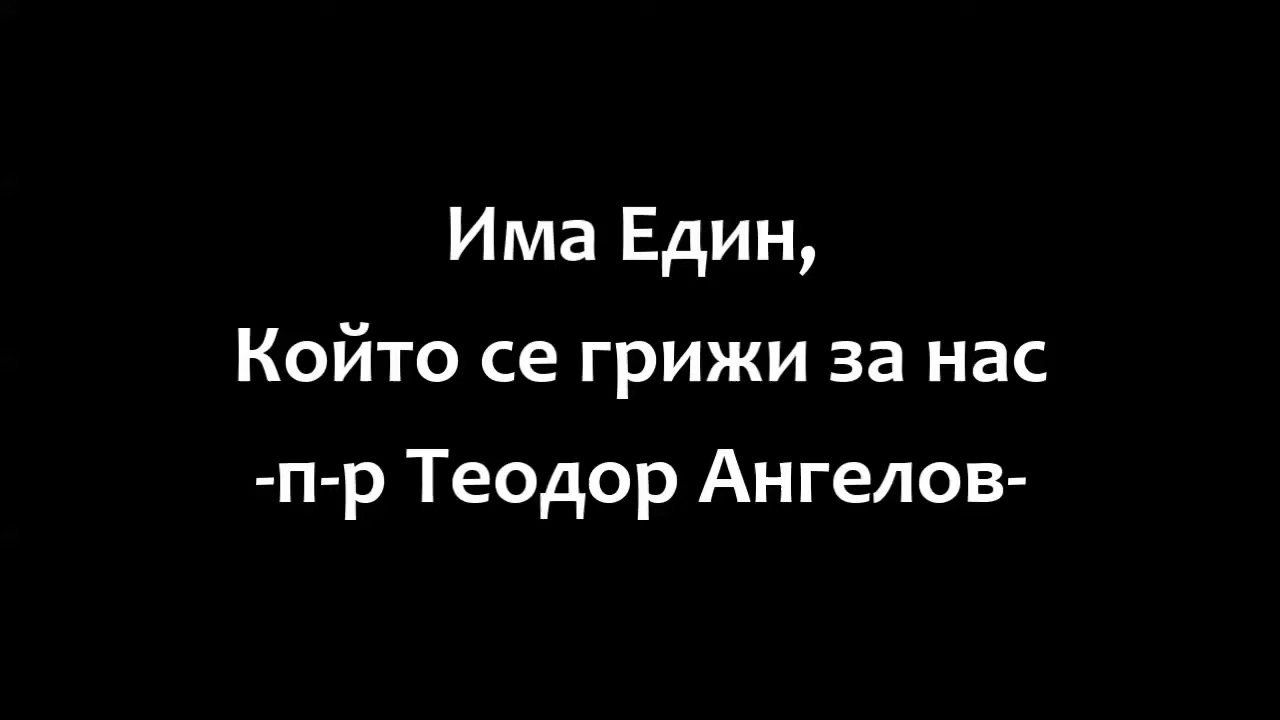 Има Един,
Който се грижи за нас
-п-р Теодор Ангелов-